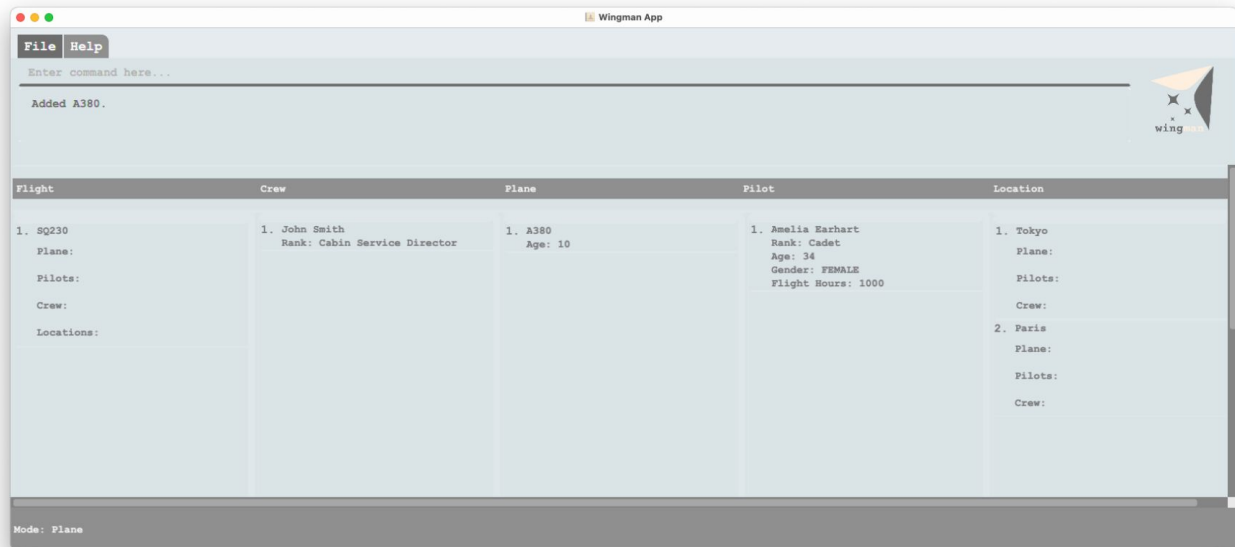 Wingman App
File Help
Enter command here...
Added A380.
wingman
Flight Crew Plane Pilot Location
1. SQ230
Plane:
Pilots:
Crew:
Locations:
1. John Smith
Rank: Cabin Service Director
1. A380
Age: 10
1. Amelia Earhart
Rank: Cadet
Age: 34
Gender: FEMALE
Flight Hours: 1000
1. Tokyo
Plane:
Pilots:
Crew:
2. Paris
Plane:
Pilots:
Crew:
Mode: Plane